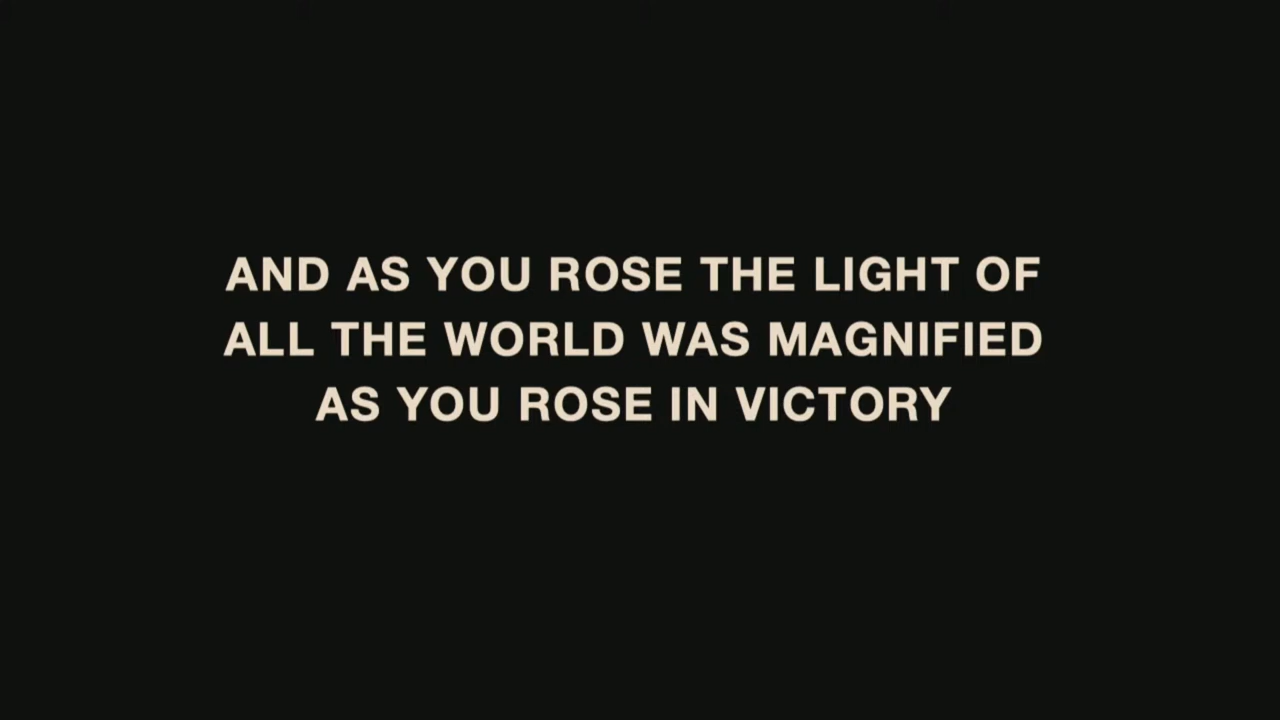 AND AS YOU ROSE THE LIGHT OF
ALL THE WORLD WAS MAGNIFIED
AS YOU ROSE IN VICTORY